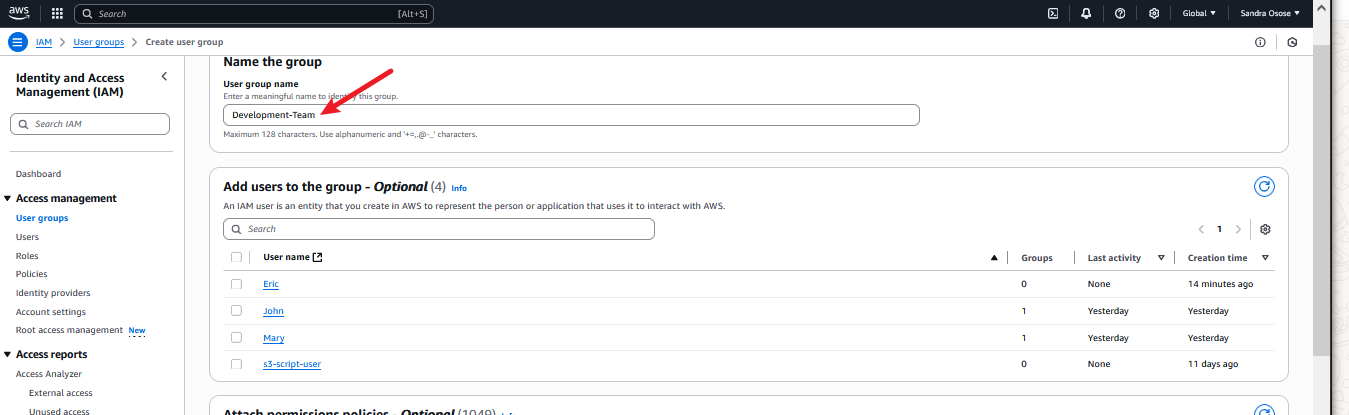 aws Search [Alt+S] Global Sandra Osose
IAM > User groups > Create user group
Identity and Access
Management (IAM)
Search IAM
Dashboard
Access management
User groups
Users
Roles
Policies
Identity providers
Account settings
Root access management New
Access reports
Access Analyzer
External access
Unused access
Name the group
User group name
Enter a meaningful name to identify this group.
Development-Team
Maximum 128 characters. Use alphanumeric and '+=,.@-_' characters.
Add users to the group - Optional (4) Info
An IAM user is an entity that you create in AWS to represent the person or application that uses it to interact with AWS.
Search
1
User name Groups Last activity Creation time
Eric 0 None 14 minutes ago
John 1 Yesterday Yesterday
Mary 1 Yesterday Yesterday
s3-script-user 0 None 11 days ago
Attach permissions policies - Optional (1049) Info